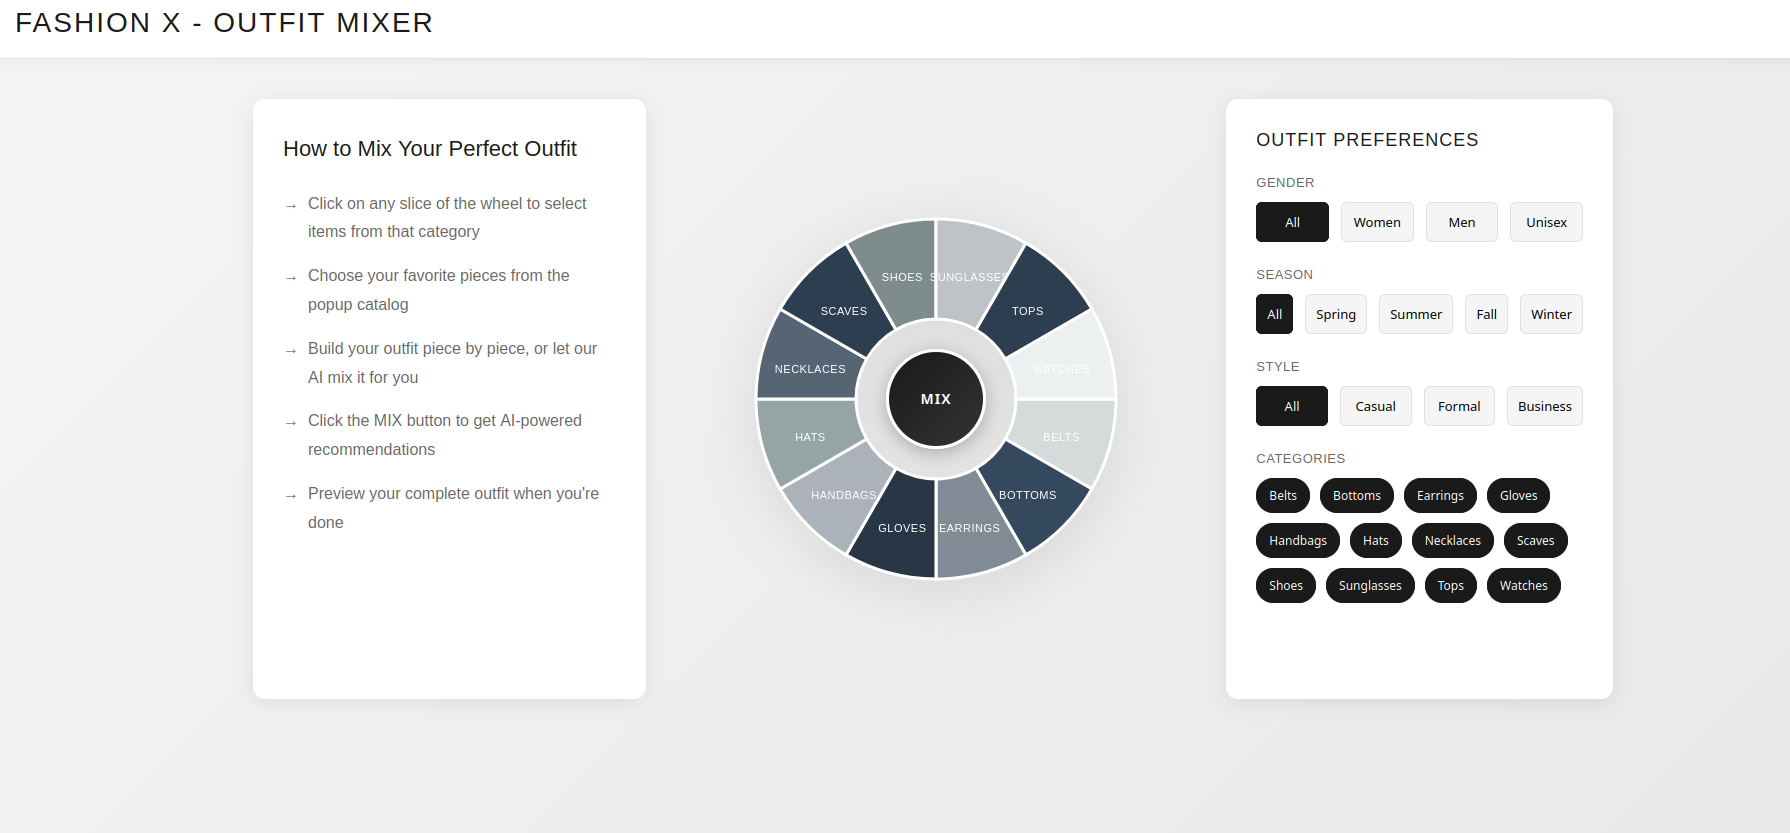 FASHION X - OUTFIT MIXER
How to Mix Your Perfect Outfit
→ Click on any slice of the wheel to select
items from that category
→ Choose your favorite pieces from the
popup catalog
→ Build your outfit piece by piece, or let our
AI mix it for you
→ Click the MIX button to get AI-powered
recommendations
→ Preview your complete outfit when you're
done
SHOES
SUNGLASSES
SCAVES
TOPS
NECKLACES
WATCHES
MIX
HATS
BELTS
HANDBAGS
BOTTOMS
GLOVES
EARRINGS
OUTFIT PREFERENCES
GENDER
All Women Men Unisex
SEASON
All Spring Summer Fall Winter
STYLE
All Casual Formal Business
CATEGORIES
Belts Bottoms Earrings Gloves
Handbags Hats Necklaces Scaves
Shoes Sunglasses Tops Watches